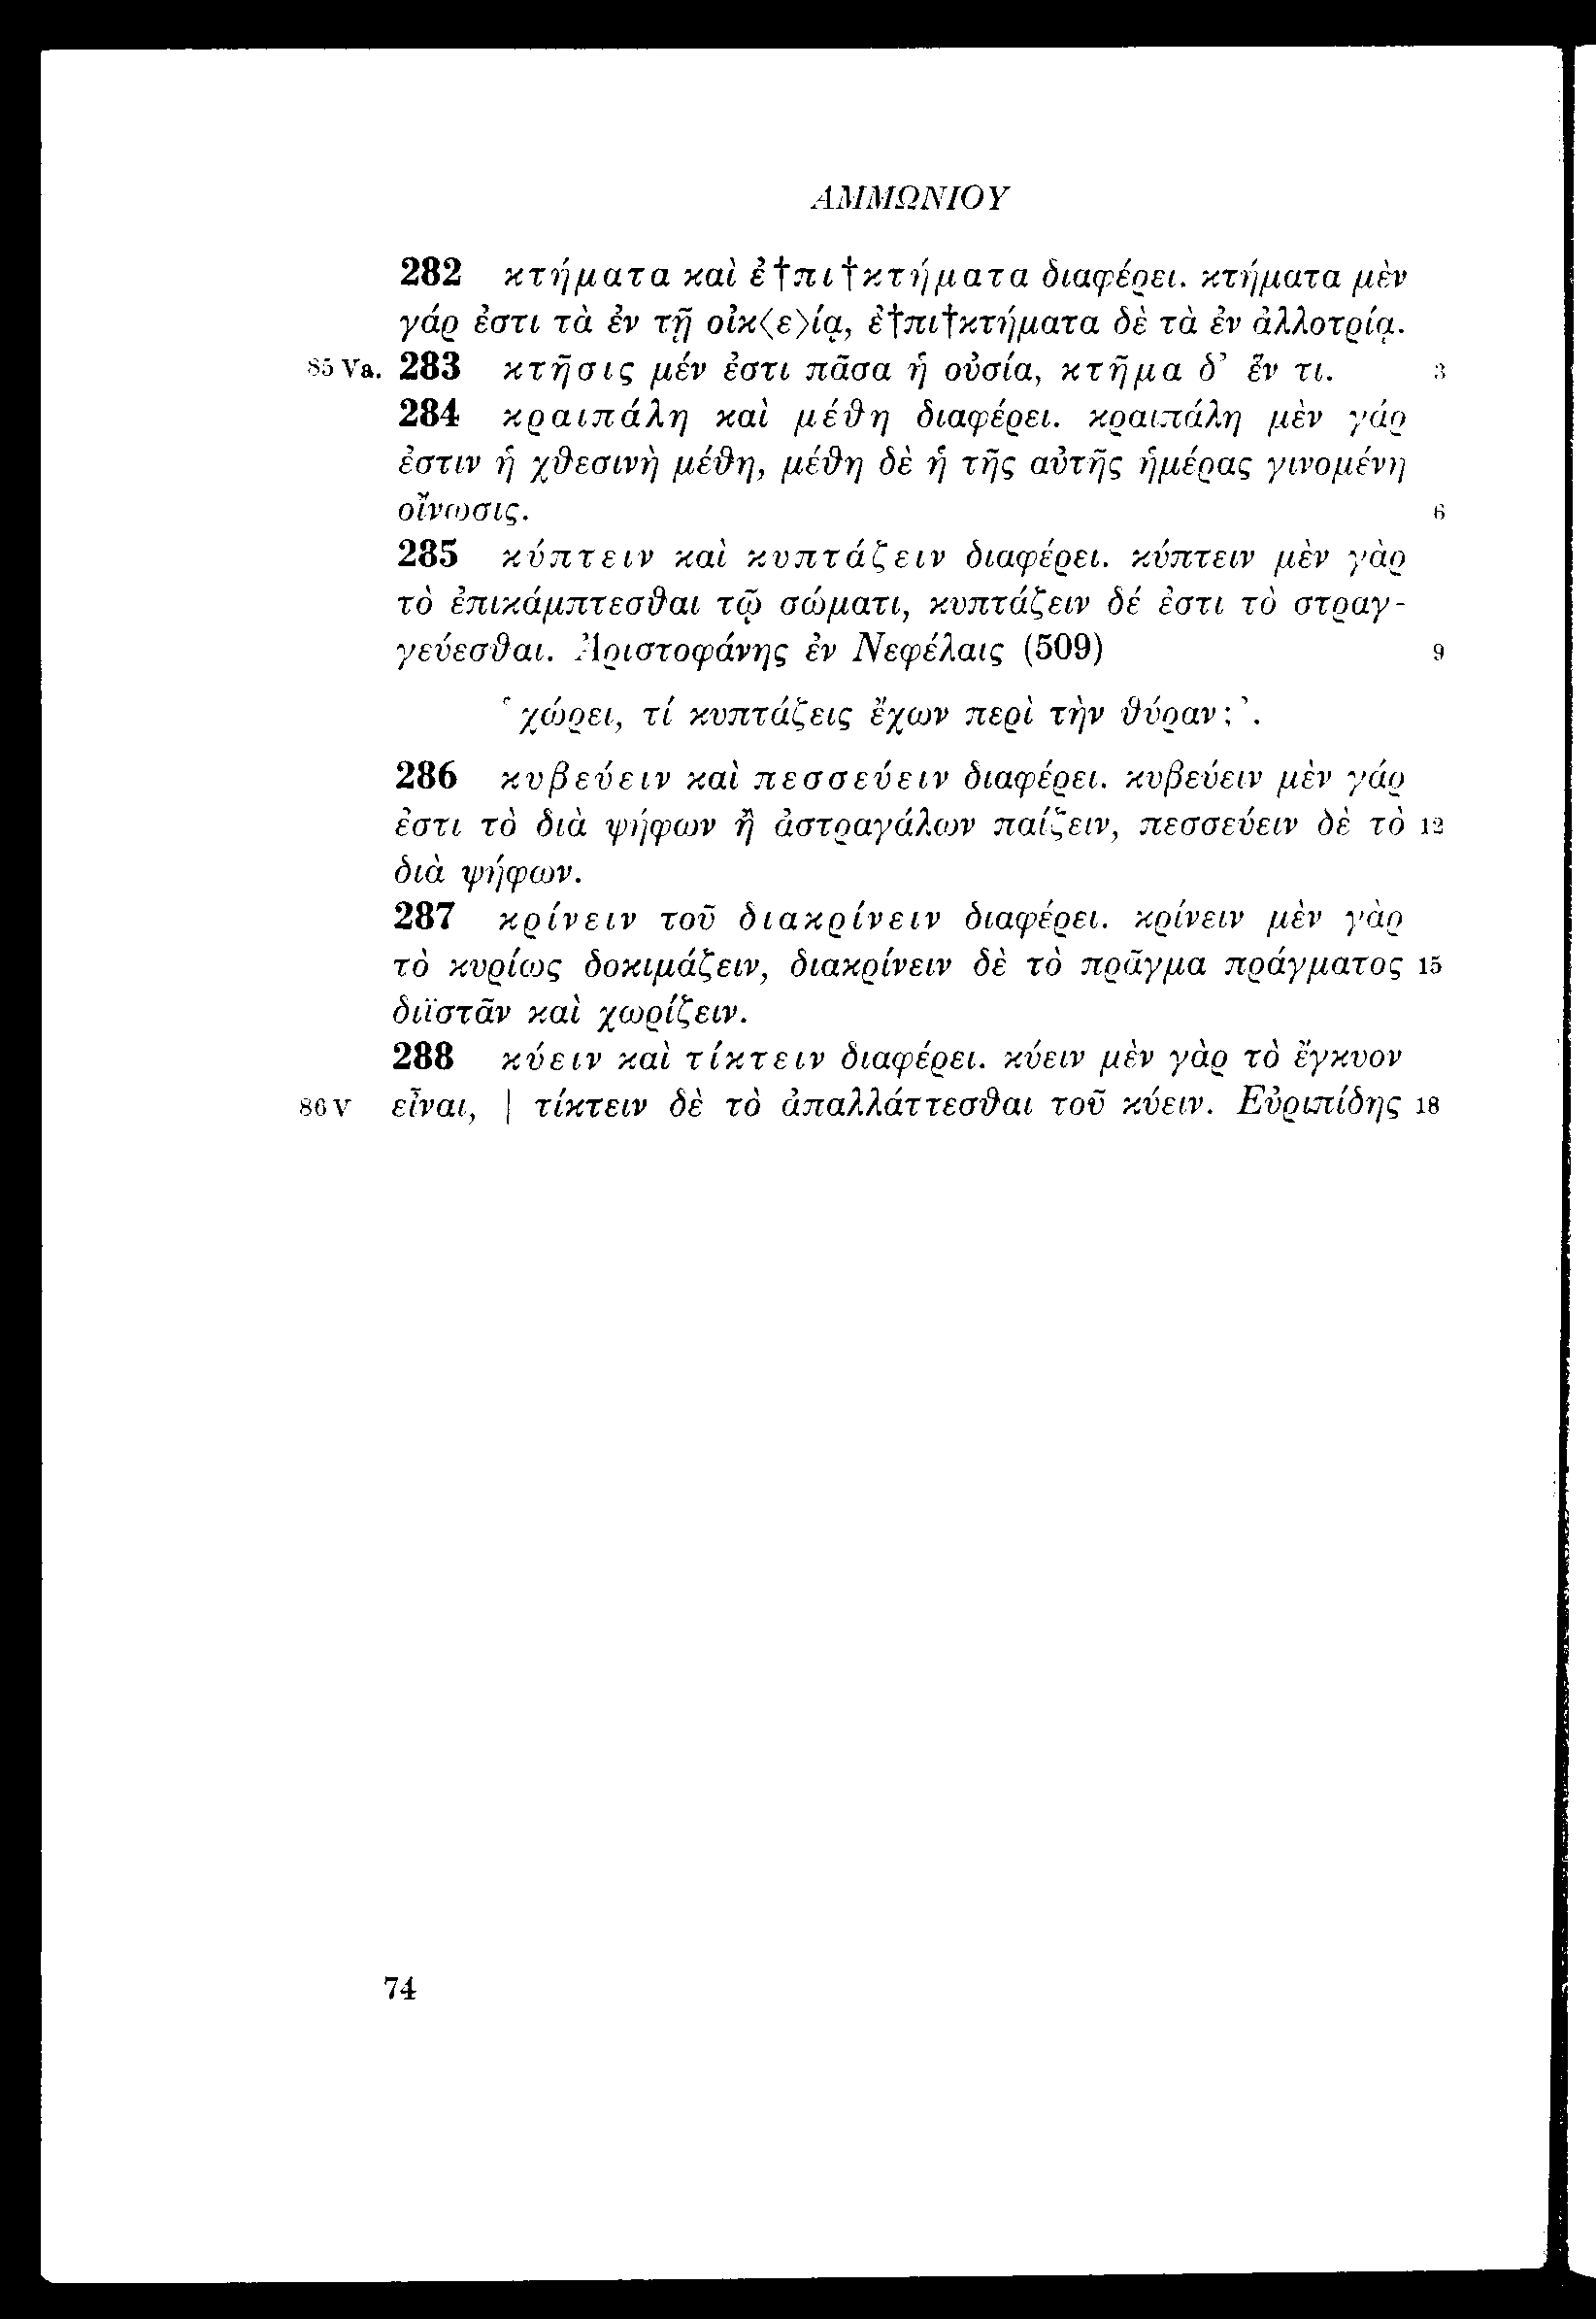 ΑΜΜΩΝΙΟΥ
282 κτήματα καὶ ἐ†πι†κτήματα διαφέρει. κτήματα μὲν
γάρ ἐστι τὰ ἐν τῇ οἰκ⟨ε⟩ίᾳ, ἐ†πι†κτήματα δὲ τὰ ἐν ἀλλοτρίᾳ.
85 Va. 283 κτῆσις μέν ἐστι πᾶσα ἡ οὐσία, κτῆμα δ’ ἕν τι. 3
284 κραιπάλη καὶ μέθη διαφέρει. κραιπάλη μὲν γάρ
ἐστιν ἡ χθεσινὴ μέθη, μέθη δὲ ἡ τῆς αὐτῆς ἡμέρας γινομένη
οἴνωσις. 6
285 κύπτειν καὶ κυπτάζειν διαφέρει. κύπτειν μὲν γὰρ
τὸ ἐπικάμπτεσθαι τῷ σώματι, κυπτάζειν δέ ἐστι τὸ στραγ-
γεύεσθαι. Ἀριστοφάνης ἐν Νεφέλαις (509) 9
‘χώρει, τί κυπτάζεις ἔχων περὶ τὴν θύραν;’.
286 κυβεύειν καὶ πεσσεύειν διαφέρει. κυβεύειν μὲν γάρ
ἐστι τὸ διὰ ψήφων ἢ ἀστραγάλων παίζειν, πεσσεύειν δὲ τὸ 12
διὰ ψήφων.
287 κρίνειν τοῦ διακρίνειν διαφέρει. κρίνειν μὲν γὰρ
τὸ κυρίως δοκιμάζειν, διακρίνειν δὲ τὸ πρᾶγμα πράγματος 15
διϊστᾶν καὶ χωρίζειν.
288 κύειν καὶ τίκτειν διαφέρει. κύειν μὲν γὰρ τὸ ἔγκυον
86 V εἶναι, | τίκτειν δὲ τὸ ἀπαλλάττεσθαι τοῦ κύειν. Εὐριπίδης 18
74